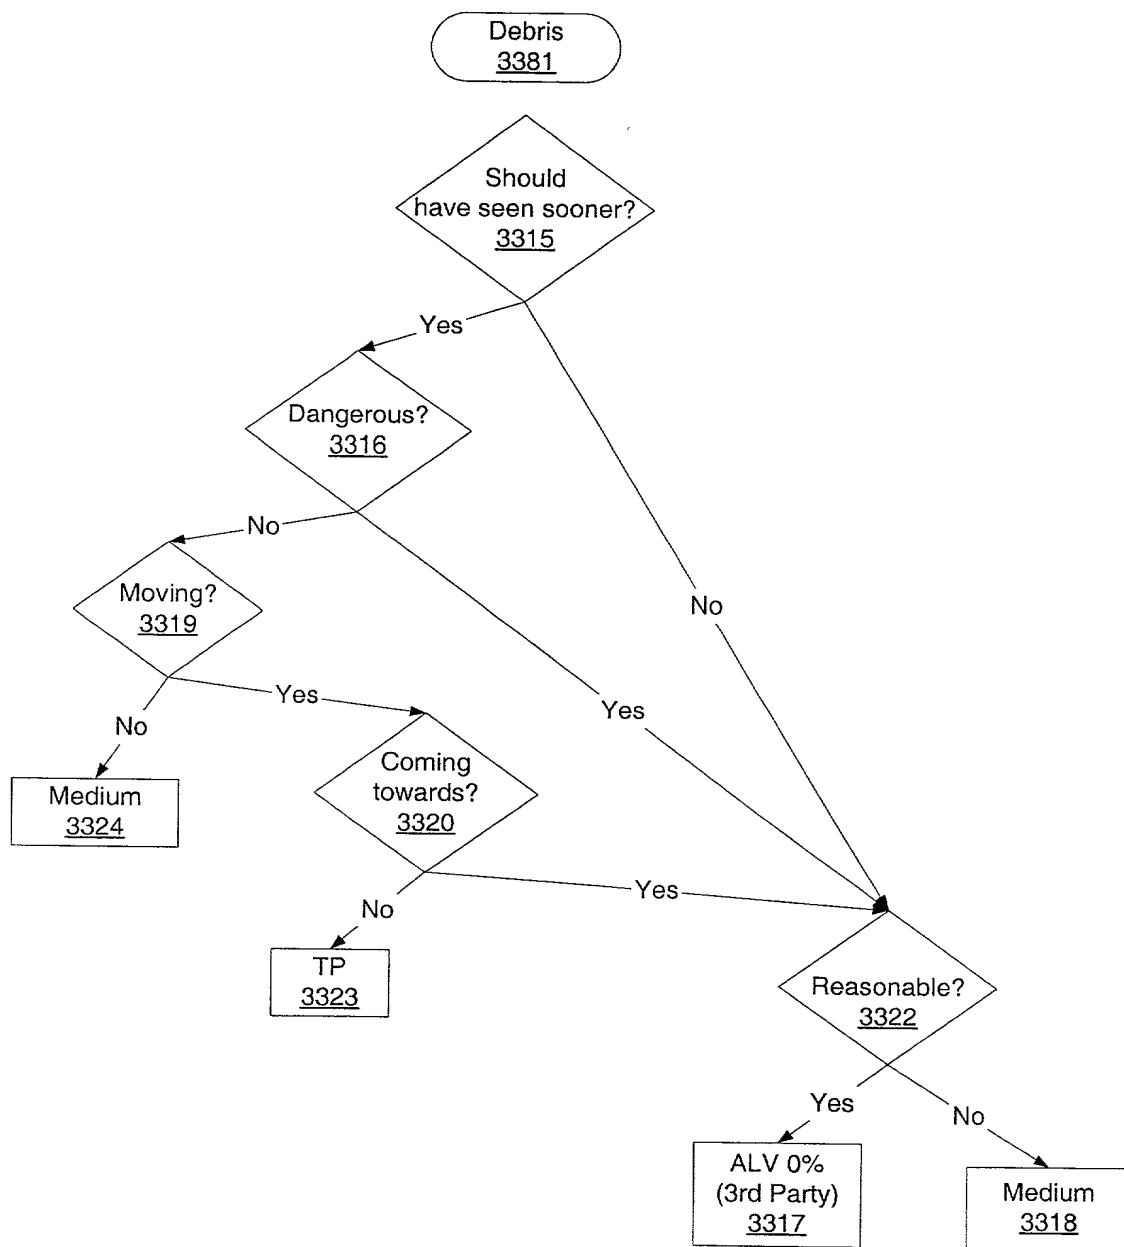 Debris
3381
Should
have seen sooner?
3315
Yes
Dangerous?
3316
No
Moving?
3319
No
Yes
No
Yes
Medium
3324
Coming
towards?
3320
No
Yes
TP
3323
Reasonable?
3322
Yes
No
ALV 0%
(3rd Party)
3317
Medium
3318